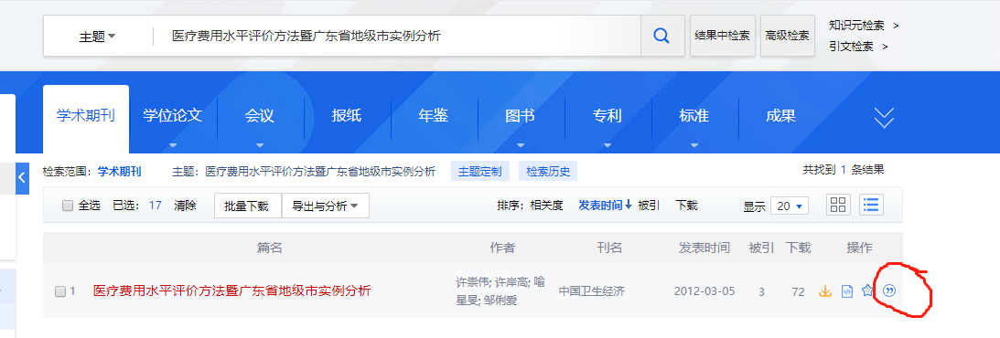 主题 医疗费用水平评价方法暨广东省地级市实例分析 结果中检索 高级检索
知识元检索 >
引文检索 >
学术期刊 学位论文 会议 报纸 年鉴 图书 专利 标准 成果
检索范围：学术期刊 主题：医疗费用水平评价方法暨广东省地级市实例分析 主题定制 检索历史 共找到 1 条结果
全选 已选：17 清除 批量下载 导出与分析 排序：相关度 发表时间↓ 被引 下载 显示 20
篇名 作者 刊名 发表时间 被引 下载 操作
1 医疗费用水平评价方法暨广东省地级市实例分析 许崇伟; 许岸高; 喻星旻; 邹俐爱 中国卫生经济 2012-03-05 3 72